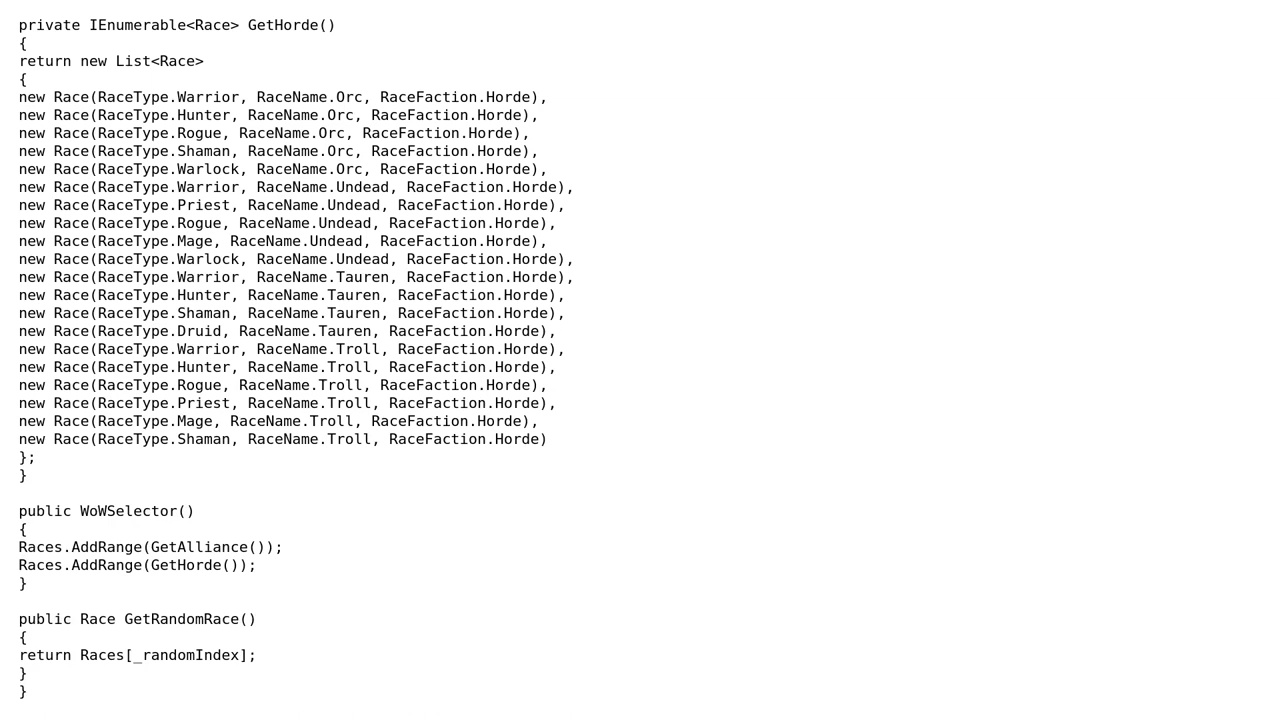 private IEnumerable<Race> GetHorde()
{
return new List<Race>
{
new Race(RaceType.Warrior, RaceName.Orc, RaceFaction.Horde),
new Race(RaceType.Hunter, RaceName.Orc, RaceFaction.Horde),
new Race(RaceType.Rogue, RaceName.Orc, RaceFaction.Horde),
new Race(RaceType.Shaman, RaceName.Orc, RaceFaction.Horde),
new Race(RaceType.Warlock, RaceName.Orc, RaceFaction.Horde),
new Race(RaceType.Warrior, RaceName.Undead, RaceFaction.Horde),
new Race(RaceType.Priest, RaceName.Undead, RaceFaction.Horde),
new Race(RaceType.Rogue, RaceName.Undead, RaceFaction.Horde),
new Race(RaceType.Mage, RaceName.Undead, RaceFaction.Horde),
new Race(RaceType.Warlock, RaceName.Undead, RaceFaction.Horde),
new Race(RaceType.Warrior, RaceName.Tauren, RaceFaction.Horde),
new Race(RaceType.Hunter, RaceName.Tauren, RaceFaction.Horde),
new Race(RaceType.Shaman, RaceName.Tauren, RaceFaction.Horde),
new Race(RaceType.Druid, RaceName.Tauren, RaceFaction.Horde),
new Race(RaceType.Warrior, RaceName.Troll, RaceFaction.Horde),
new Race(RaceType.Hunter, RaceName.Troll, RaceFaction.Horde),
new Race(RaceType.Rogue, RaceName.Troll, RaceFaction.Horde),
new Race(RaceType.Priest, RaceName.Troll, RaceFaction.Horde),
new Race(RaceType.Mage, RaceName.Troll, RaceFaction.Horde),
new Race(RaceType.Shaman, RaceName.Troll, RaceFaction.Horde)
};
}

public WoWSelector()
{
Races.AddRange(GetAlliance());
Races.AddRange(GetHorde());
}

public Race GetRandomRace()
{
return Races[_randomIndex];
}
}